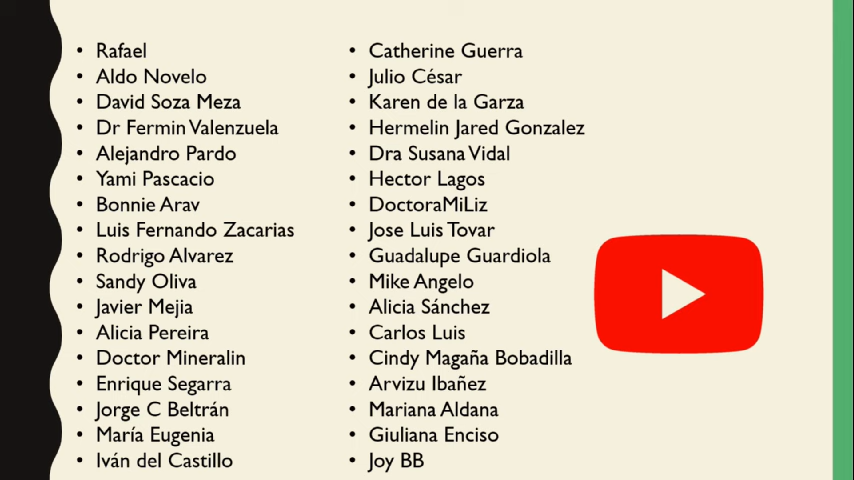 • Rafael
• Aldo Novelo
• David Soza Meza
• Dr Fermin Valenzuela
• Alejandro Pardo
• Yami Pascacio
• Bonnie Arav
• Luis Fernando Zacarias
• Rodrigo Alvarez
• Sandy Oliva
• Javier Mejia
• Alicia Pereira
• Doctor Mineralin
• Enrique Segarra
• Jorge C Beltrán
• María Eugenia
• Iván del Castillo
• Catherine Guerra
• Julio César
• Karen de la Garza
• Hermelin Jared Gonzalez
• Dra Susana Vidal
• Hector Lagos
• DoctoraMiLiz
• Jose Luis Tovar
• Guadalupe Guardiola
• Mike Angelo
• Alicia Sánchez
• Carlos Luis
• Cindy Magaña Bobadilla
• Arvizu Ibañez
• Mariana Aldana
• Giuliana Enciso
• Joy BB